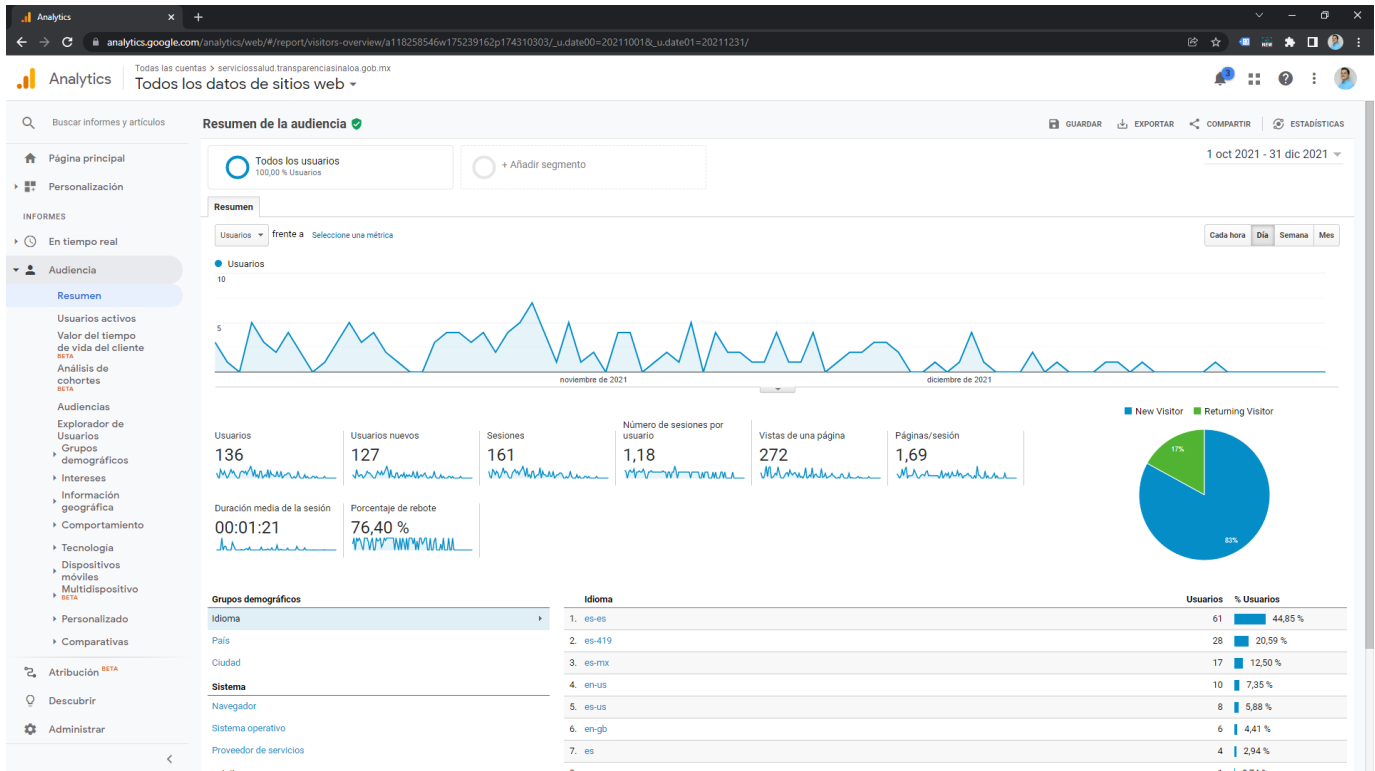 Analytics
analytics.google.com/analytics/web/#/report/visitors-overview/a118258546w175239162p174310303/_u.date00=20211001&_u.date01=20211231/
NEW
Analytics
Todas las cuentas > serviciossalud.transparenciasinaloa.gob.mx
Todos los datos de sitios web
3
Buscar informes y artículos
Página principal
Personalización
INFORMES
En tiempo real
Audiencia
Resumen
Usuarios activos
Valor del tiempo
de vida del cliente
BETA
Análisis de
cohortes
BETA
Audiencias
Explorador de
Usuarios
Grupos
demográficos
Intereses
Información
geográfica
Comportamiento
Tecnología
Dispositivos
móviles
Multidispositivo
BETA
Personalizado
Comparativas
Atribución BETA
Descubrir
Administrar
Resumen de la audiencia
GUARDAR
EXPORTAR
COMPARTIR
ESTADÍSTICAS
Todos los usuarios
100,00 % Usuarios
+ Añadir segmento
1 oct 2021 - 31 dic 2021
Resumen
Usuarios frente a Seleccione una métrica
Cada hora Día Semana Mes
Usuarios
10
5
noviembre de 2021
diciembre de 2021
New Visitor Returning Visitor
17%
83%
Usuarios
136
Usuarios nuevos
127
Sesiones
161
Número de sesiones por
usuario
1,18
Vistas de una página
272
Páginas/sesión
1,69
Duración media de la sesión
00:01:21
Porcentaje de rebote
76,40 %
Grupos demográficos
Idioma
País
Ciudad
Sistema
Navegador
Sistema operativo
Proveedor de servicios
Idioma Usuarios % Usuarios
1. es-es 61 44,85 %
2. es-419 28 20,59 %
3. es-mx 17 12,50 %
4. en-us 10 7,35 %
5. es-us 8 5,88 %
6. en-gb 6 4,41 %
7. es 4 2,94 %